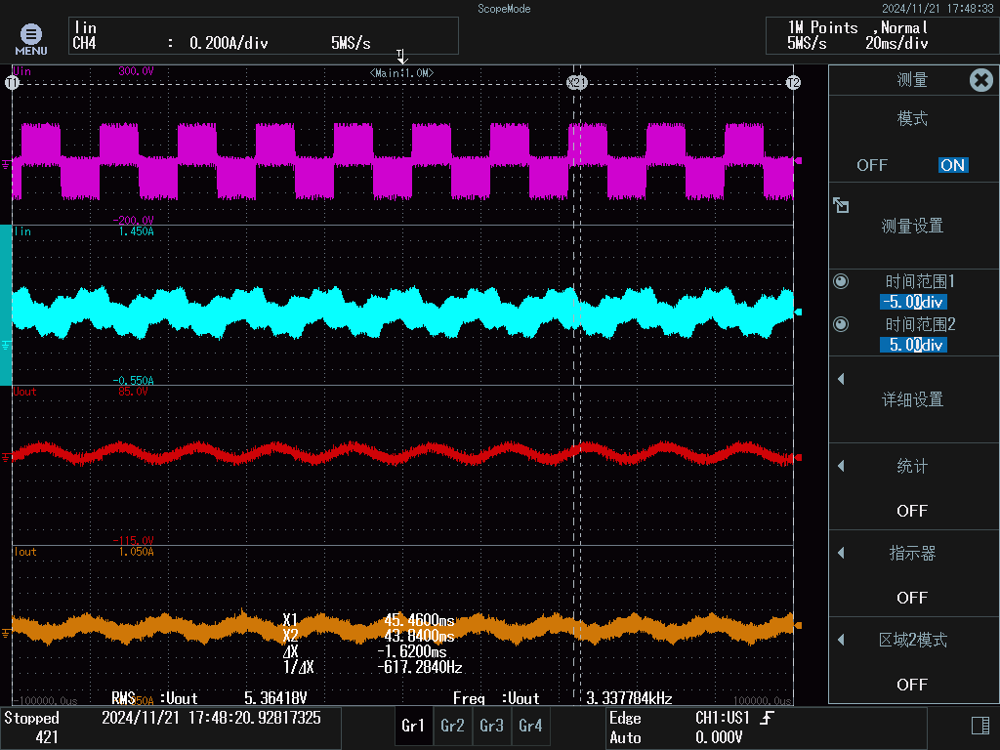 ScopeMode
2024/11/21 17:48:33
MENU
Iin
CH4 : 0.200A/div 5MS/s
1M Points ,Normal
5MS/s 20ms/div
T
<Main:1.0M>
Uin 300.0V
T1
T2
-200.0V
Iin 1.450A
-0.550A
Uout 85.0V
-115.0V
Iout 1.050A
X1 45.4600ms
X2 43.8400ms
ΔX -1.6200ms
1/ΔX -617.2840Hz
RMS :Uout 5.36418V
Freq :Uout 3.337784kHz
-100000.0us
100000.0us
测量
模式
OFF ON
测量设置
时间范围1
-5.00div
时间范围2
5.00div
详细设置
统计
OFF
指示器
OFF
区域2模式
OFF
Stopped 2024/11/21 17:48:20.92817325
421
Gr1 Gr2 Gr3 Gr4
Edge CH1:US1
Auto 0.000V